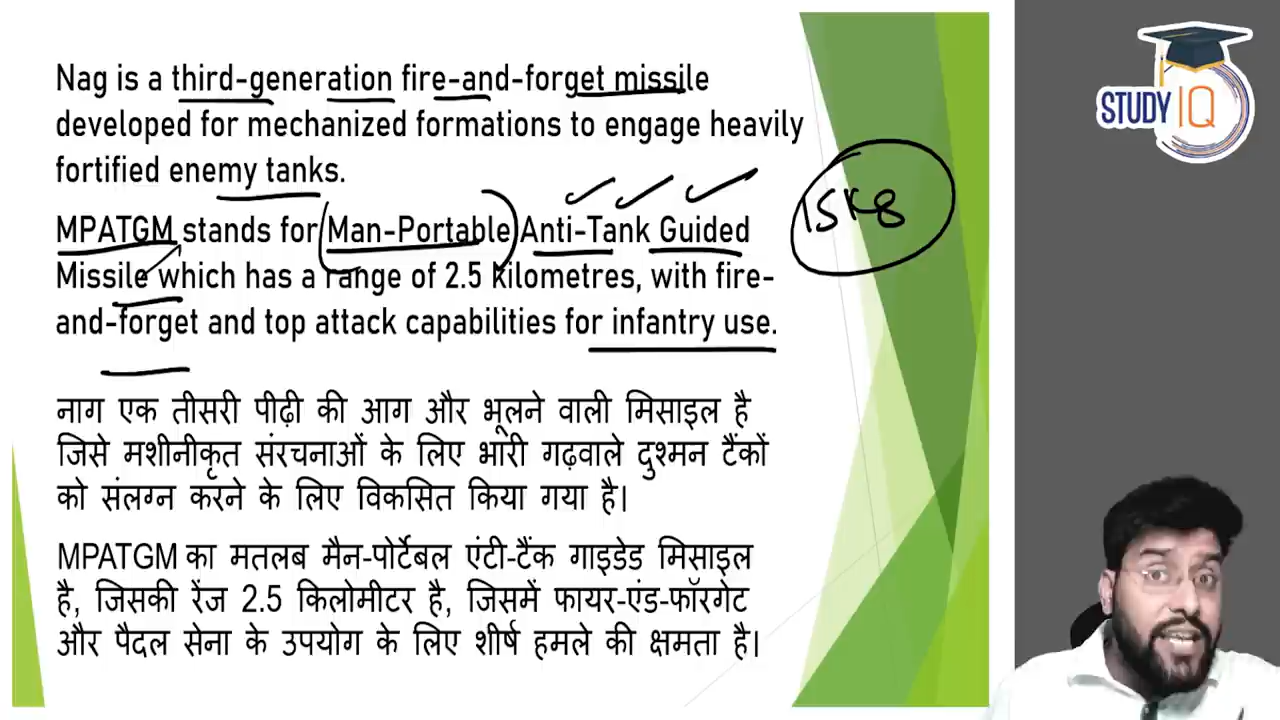 Nag is a third-generation fire-and-forget missile
developed for mechanized formations to engage heavily
fortified enemy tanks.
MPATGM stands for Man-Portable Anti-Tank Guided
Missile which has a range of 2.5 kilometres, with fire-
and-forget and top attack capabilities for infantry use.
15 KG
नाग एक तीसरी पीढ़ी की आग और भूलने वाली मिसाइल है
जिसे मशीनीकृत संरचनाओं के लिए भारी गढ़वाले दुश्मन टैंकों
को संलग्न करने के लिए विकसित किया गया है।
MPATGM का मतलब मैन-पोर्टेबल एंटी-टैंक गाइडेड मिसाइल
है, जिसकी रेंज 2.5 किलोमीटर है, जिसमें फायर-एंड-फॉरगेट
और पैदल सेना के उपयोग के लिए शीर्ष हमले की क्षमता है।
STUDY IQ